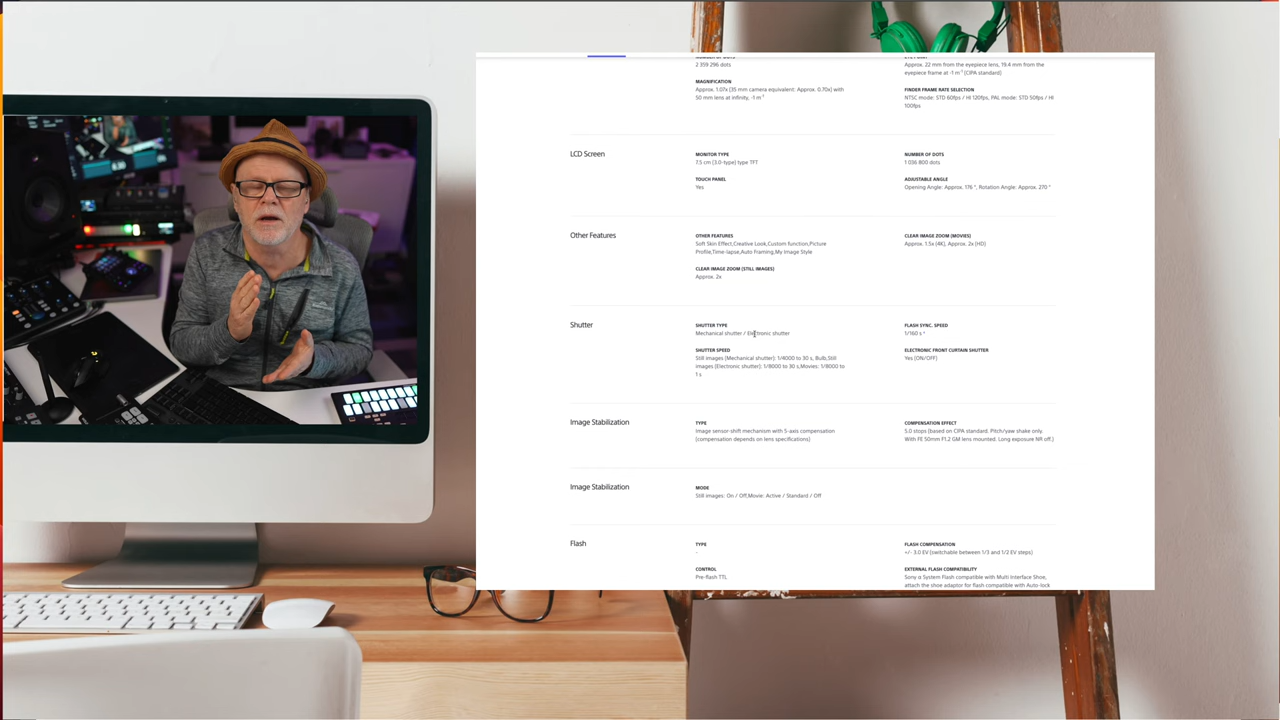 2 359 296 dots
MAGNIFICATION
Approx. 1.07x (35 mm camera equivalent: Approx. 0.70x) with
50 mm lens at infinity, -1 m⁻¹
Approx. 22 mm from the eyepiece lens, 19.4 mm from the
eyepiece frame at -1 m⁻¹ (CIPA standard)
FINDER FRAME RATE SELECTION
NTSC mode: STD 60fps / HI 120fps, PAL mode: STD 50fps / HI
100fps
LCD Screen
MONITOR TYPE
7.5 cm (3.0-type) type TFT
TOUCH PANEL
Yes
NUMBER OF DOTS
1 036 800 dots
ADJUSTABLE ANGLE
Opening Angle: Approx. 176 °, Rotation Angle: Approx. 270 °
Other Features
OTHER FEATURES
Soft Skin Effect,Creative Look,Custom function,Picture
Profile,Time-lapse,Auto Framing,My Image Style
CLEAR IMAGE ZOOM (STILL IMAGES)
Approx. 2x
CLEAR IMAGE ZOOM (MOVIES)
Approx. 1.5x (4K), Approx. 2x (HD)
Shutter
SHUTTER TYPE
Mechanical shutter / Electronic shutter
SHUTTER SPEED
Still images (Mechanical shutter): 1/4000 to 30 s, Bulb,Still
images (Electronic shutter): 1/8000 to 30 s,Movies: 1/8000 to
1 s
FLASH SYNC. SPEED
1/160 s *
ELECTRONIC FRONT CURTAIN SHUTTER
Yes (ON/OFF)
Image Stabilization
TYPE
Image sensor-shift mechanism with 5-axis compensation
(compensation depends on lens specifications)
COMPENSATION EFFECT
5.0 stops (based on CIPA standard. Pitch/yaw shake only.
With FE 50mm F1.2 GM lens mounted. Long exposure NR off.)
Image Stabilization
MODE
Still images: On / Off,Movie: Active / Standard / Off
Flash
TYPE
-
CONTROL
Pre-flash TTL
FLASH COMPENSATION
+/- 3.0 EV (switchable between 1/3 and 1/2 EV steps)
EXTERNAL FLASH COMPATIBILITY
Sony α System Flash compatible with Multi Interface Shoe,
attach the shoe adaptor for flash compatible with Auto-lock